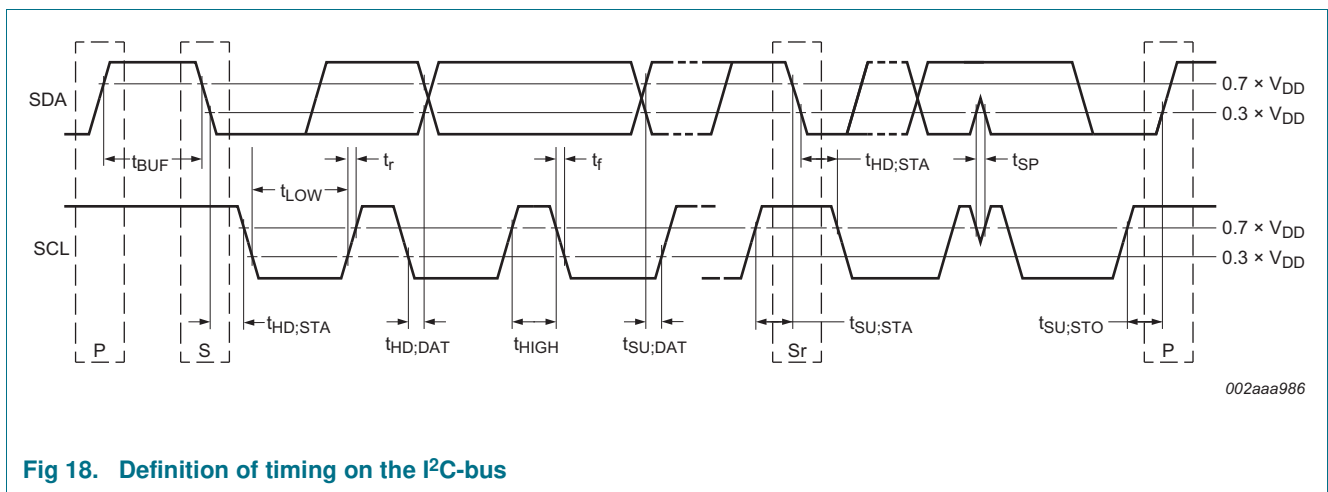 SDA
0.7 × VDD
0.3 × VDD
tBUF
tLOW
tr
tf
tHD;STA
tSP
SCL
0.7 × VDD
0.3 × VDD
tHD;STA
tHD;DAT
tHIGH
tSU;DAT
tSU;STA
tSU;STO
P
S
Sr
P
002aaa986
Fig 18. Definition of timing on the I²C-bus